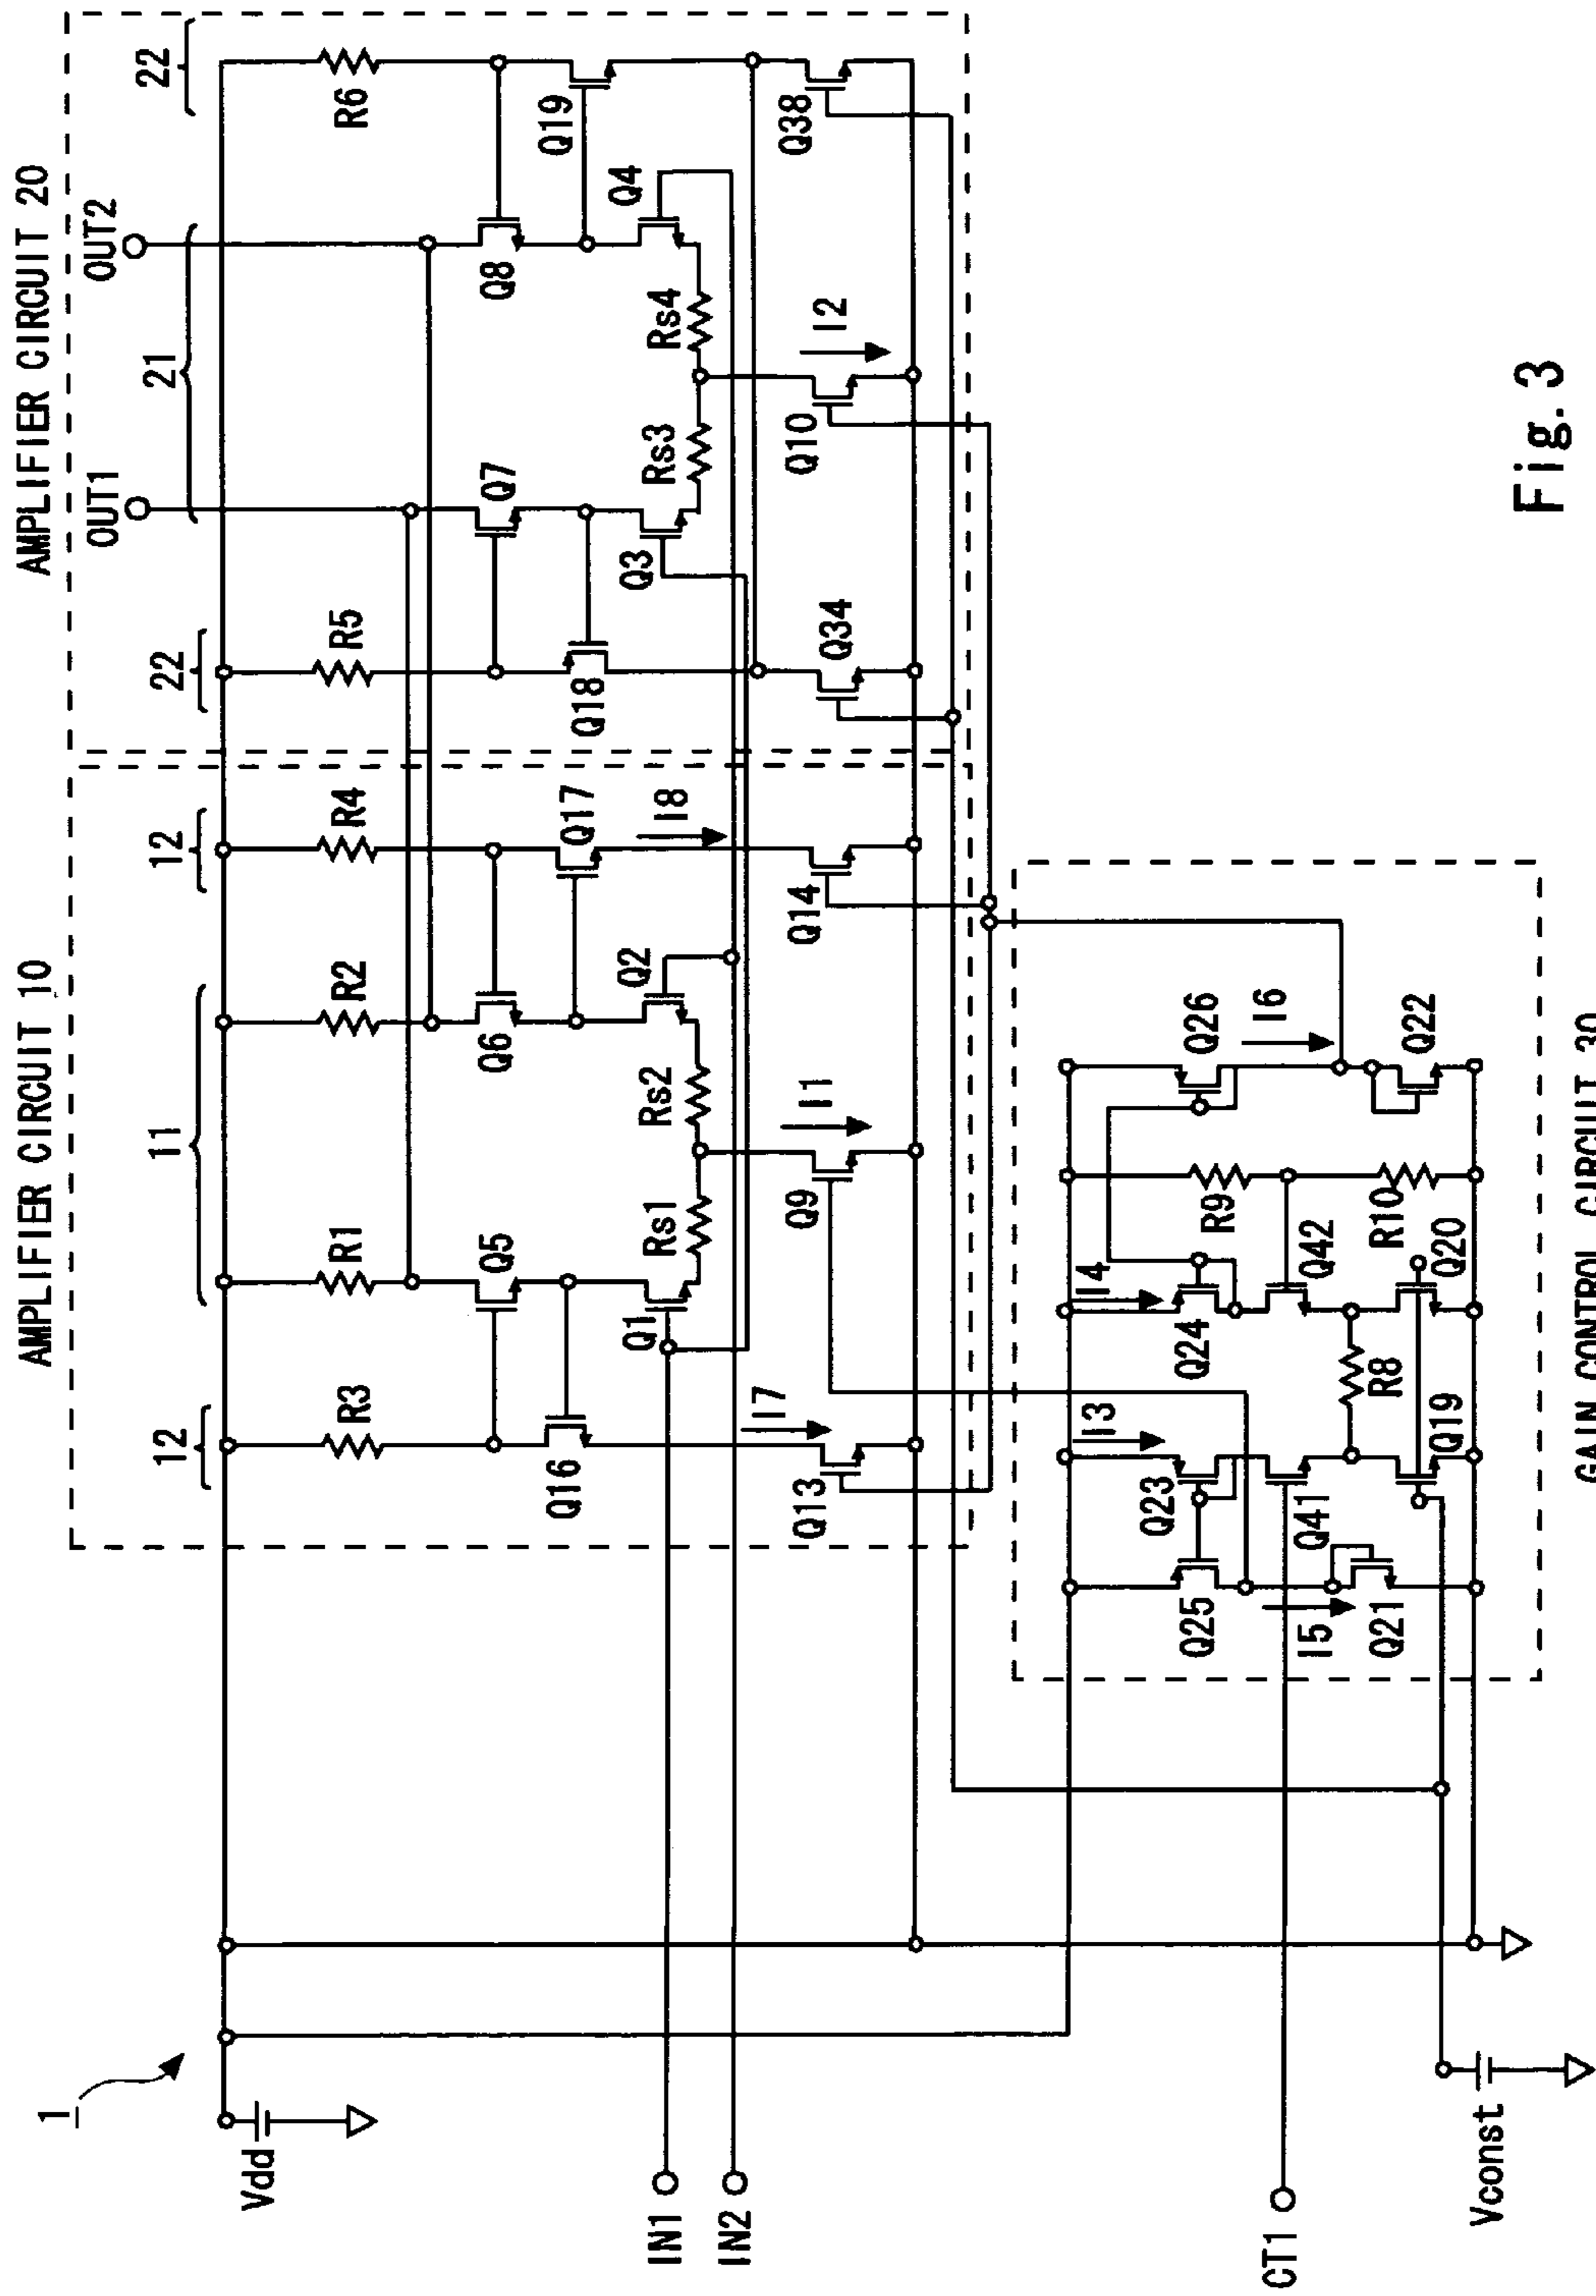 AMPLIFIER CIRCUIT 10
AMPLIFIER CIRCUIT 20
OUT1
OUT2
1
12
11
12
22
21
22
Vdd
R3
R1
R2
R4
R5
R6
Q5
Q6
Q7
Q8
Q16
Q17
Q18
Q19
Q1
Q2
Q3
Q4
Rs1
Rs2
Rs3
Rs4
IN1
IN2
I7
I1
I8
I2
Q13
Q9
Q14
Q34
Q10
Q38
I3
I4
Q25
Q23
Q24
R9
Q26
I6
CT1
I5
Q41
Q42
R8
R10
Q21
Q19
Q20
Q22
Vconst
GAIN CONTROL CIRCUIT 30
Fig. 3